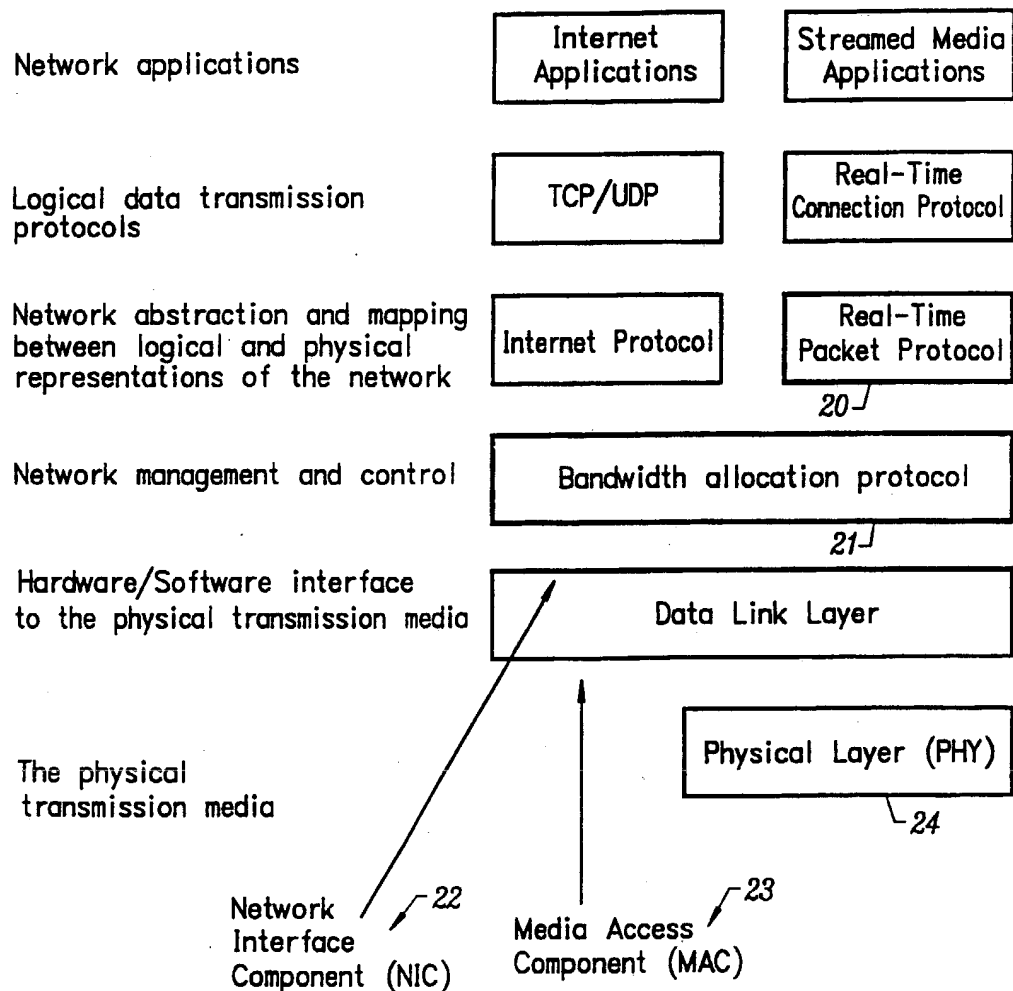 Network applications
Internet
Applications
Streamed Media
Applications
Logical data transmission
protocols
TCP/UDP
Real-Time
Connection Protocol
Network abstraction and mapping
between logical and physical
representations of the network
Internet Protocol
Real-Time
Packet Protocol
20
Network management and control
Bandwidth allocation protocol
21
Hardware/Software interface
to the physical transmission media
Data Link Layer
The physical
transmission media
Physical Layer (PHY)
24
Network
Interface
Component (NIC)
22
Media Access
Component (MAC)
23